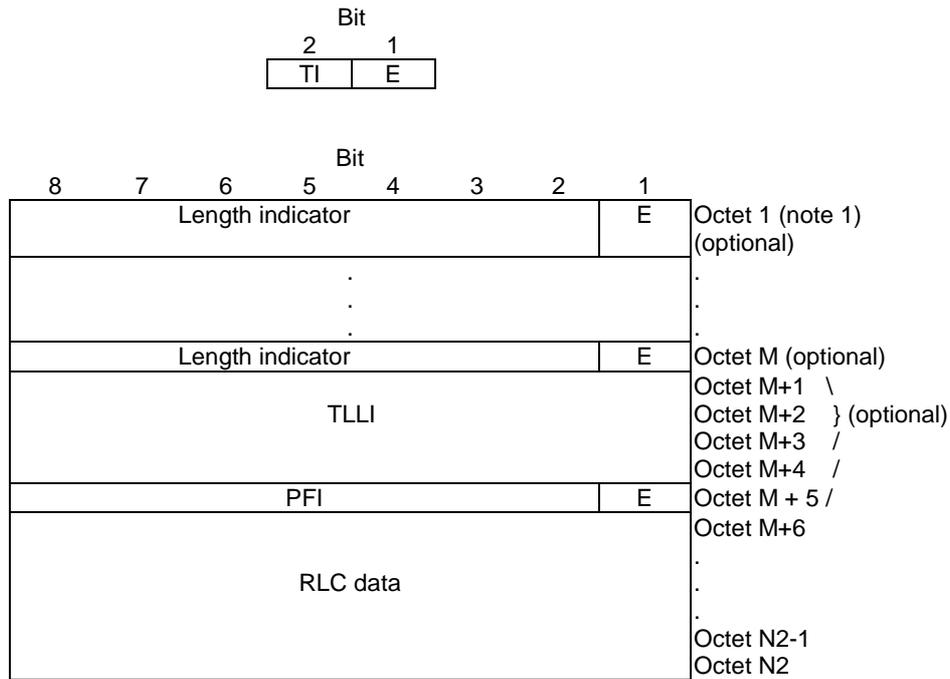 Bit
2 1
TI E
Bit
8 7 6 5 4 3 2 1
Length indicator E Octet 1 (note 1)
(optional)
. .
. .
. .
Length indicator E Octet M (optional)
Octet M+1 \
TLLI Octet M+2 } (optional)
Octet M+3 /
Octet M+4 /
PFI E Octet M + 5 /
Octet M+6
.
RLC data .
.
Octet N2-1
Octet N2